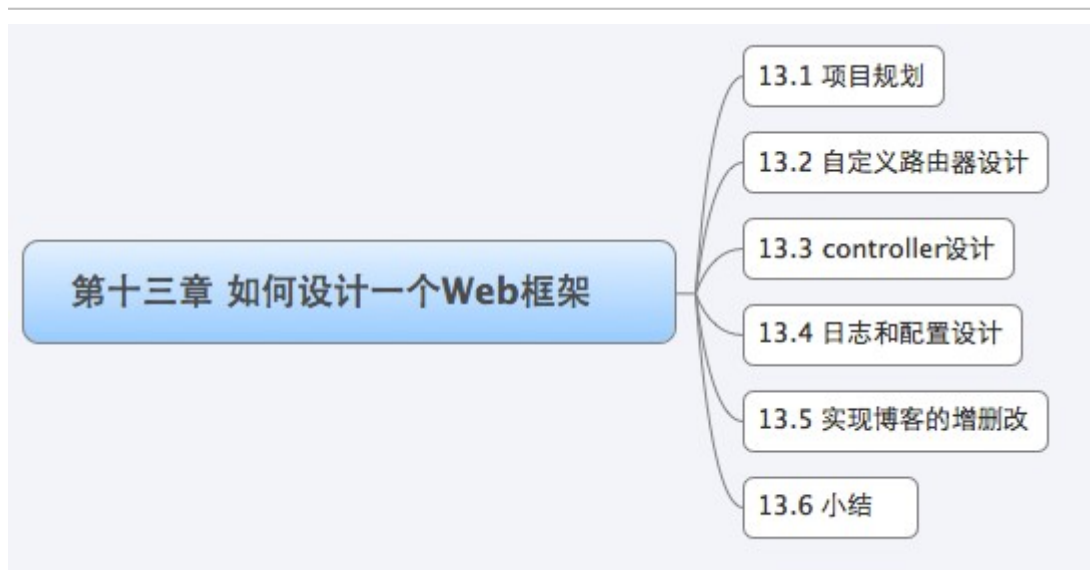 第十三章 如何设计一个Web框架
13.1 项目规划
13.2 自定义路由器设计
13.3 controller设计
13.4 日志和配置设计
13.5 实现博客的增删改
13.6 小结